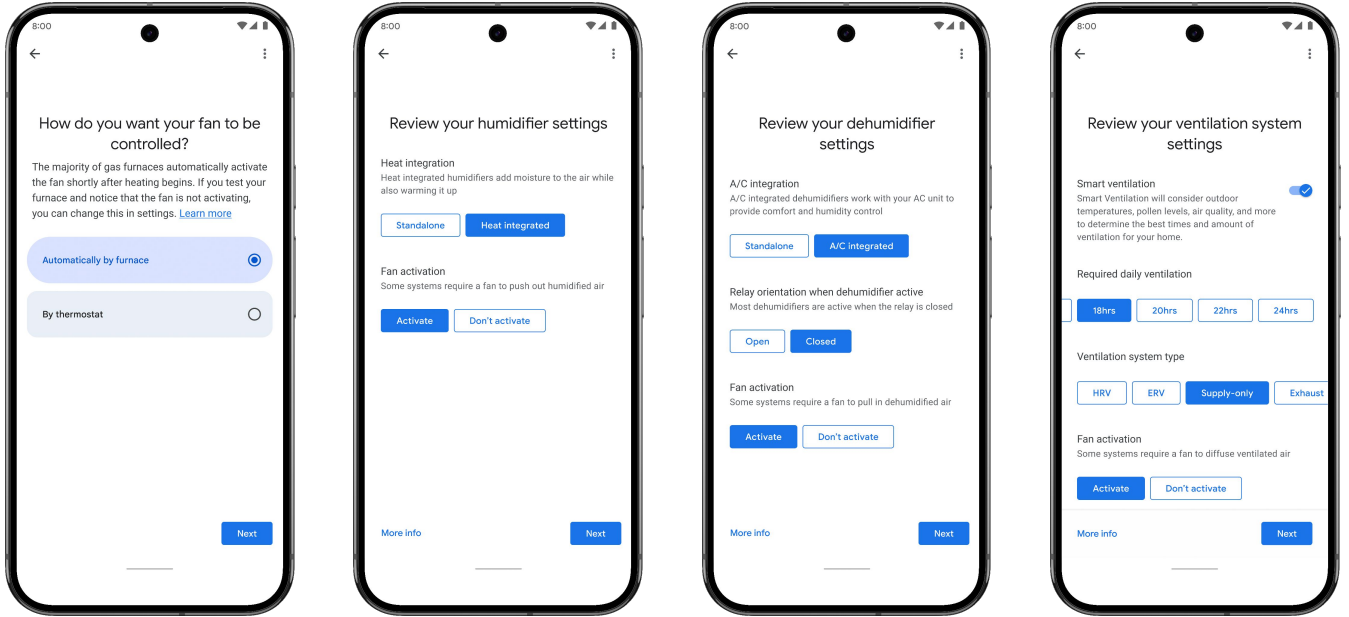 8:00
How do you want your fan to be
controlled?
The majority of gas furnaces automatically activate
the fan shortly after heating begins. If you test your
furnace and notice that the fan is not activating,
you can change this in settings. Learn more
Automatically by furnace
By thermostat
Next
8:00
Review your humidifier settings
Heat integration
Heat integrated humidifiers add moisture to the air while
also warming it up
Standalone
Heat integrated
Fan activation
Some systems require a fan to push out humidified air
Activate
Don't activate
More info
Next
8:00
Review your dehumidifier
settings
A/C integration
A/C integrated dehumidifiers work with your AC unit to
provide comfort and humidity control
Standalone
A/C integrated
Relay orientation when dehumidifier active
Most dehumidifiers are active when the relay is closed
Open
Closed
Fan activation
Some systems require a fan to pull in dehumidified air
Activate
Don't activate
More info
Next
8:00
Review your ventilation system
settings
Smart ventilation
Smart Ventilation will consider outdoor
temperatures, pollen levels, air quality, and more
to determine the best times and amount of
ventilation for your home.
Required daily ventilation
18hrs
20hrs
22hrs
24hrs
Ventilation system type
HRV
ERV
Supply-only
Exhaust
Fan activation
Some systems require a fan to diffuse ventilated air
Activate
Don't activate
More info
Next